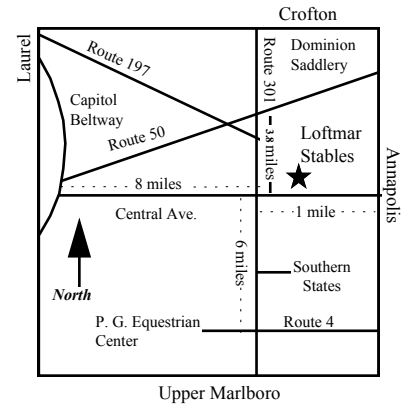 Crofton
Laurel
Route 197
Route 301
Dominion
Saddlery
Capitol
Beltway
Route 50
3.8 miles
Loftmar
Stables
Annapolis
8 miles
Central Ave.
1 mile
6 miles
North
Southern
States
P. G. Equestrian
Center
Route 4
Upper Marlboro